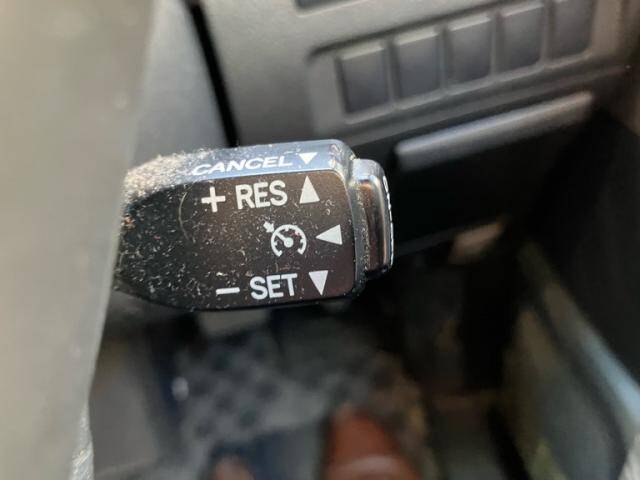 CANCEL ▼
+ RES ▲
◀
− SET ▼